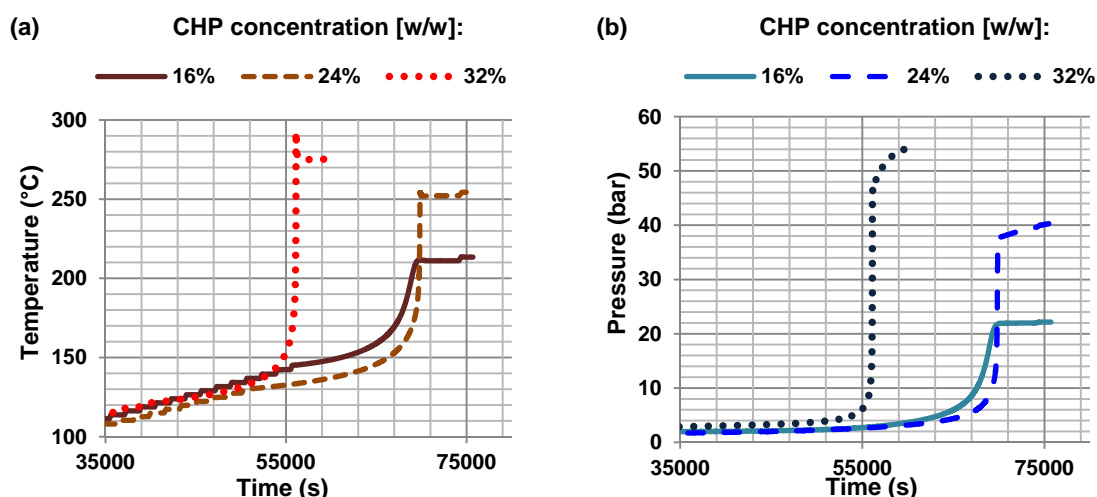 (a) CHP concentration [w/w]:
16% 24% 32%
Temperature (°C)
300
250
200
150
100
35000 55000 75000
Time (s)
(b) CHP concentration [w/w]:
16% 24% 32%
Pressure (bar)
60
50
40
30
20
10
0
35000 55000 75000
Time (s)